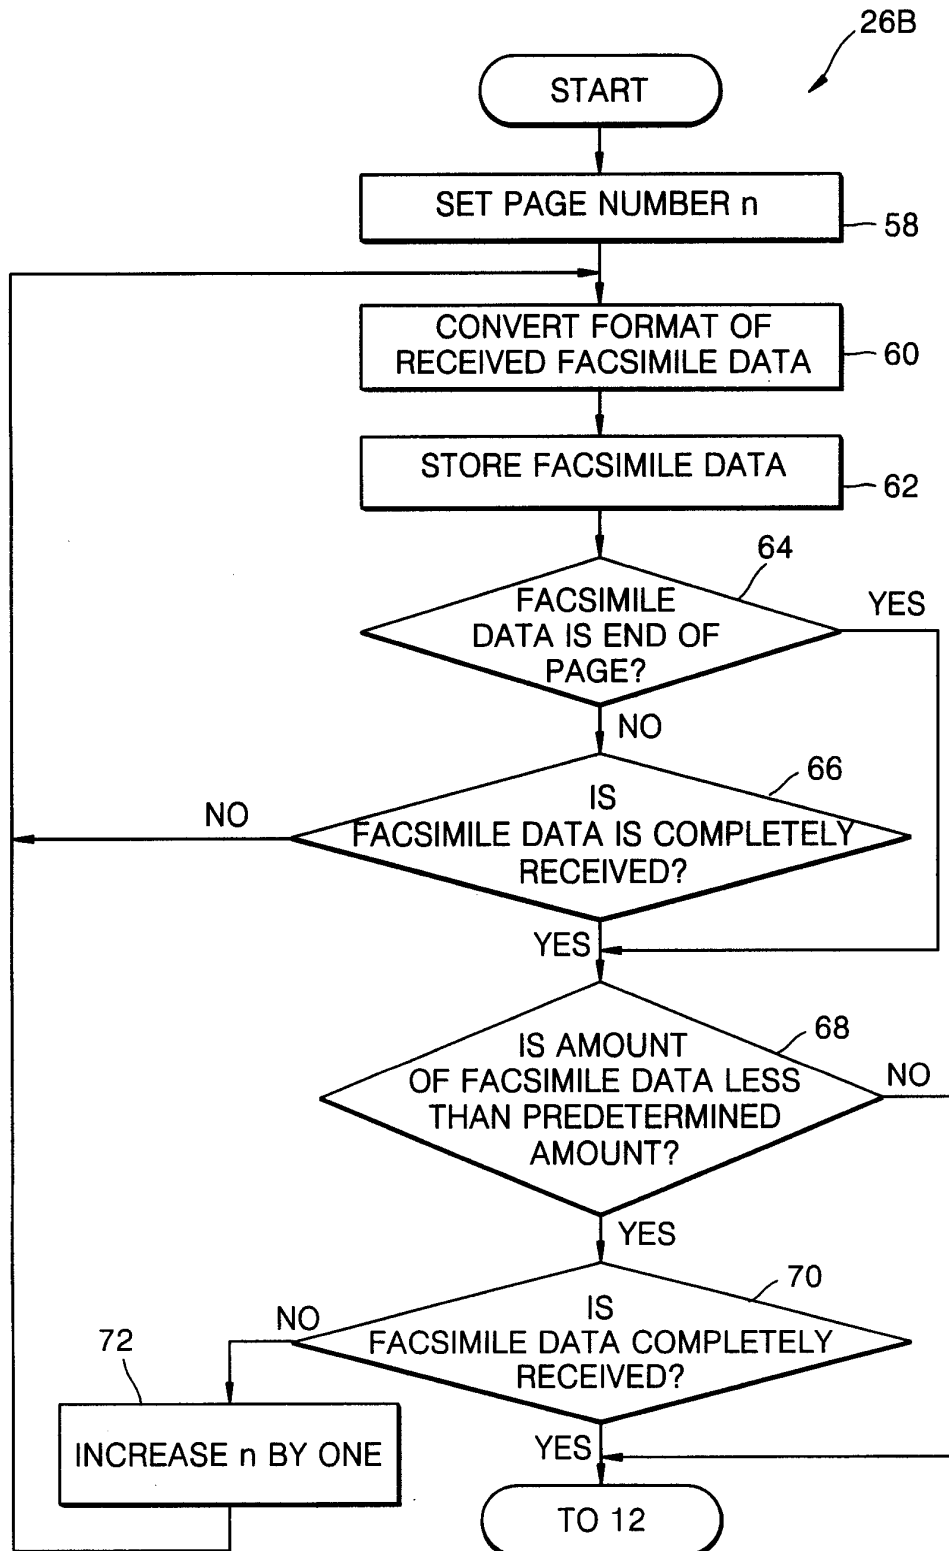 26B
START
SET PAGE NUMBER n
58
CONVERT FORMAT OF
RECEIVED FACSIMILE DATA
60
STORE FACSIMILE DATA
62
64
FACSIMILE
DATA IS END OF
PAGE?
YES
NO
66
IS
FACSIMILE DATA IS COMPLETELY
RECEIVED?
NO
YES
68
IS AMOUNT
OF FACSIMILE DATA LESS
THAN PREDETERMINED
AMOUNT?
NO
YES
70
IS
FACSIMILE DATA COMPLETELY
RECEIVED?
NO
72
INCREASE n BY ONE
YES
TO 12